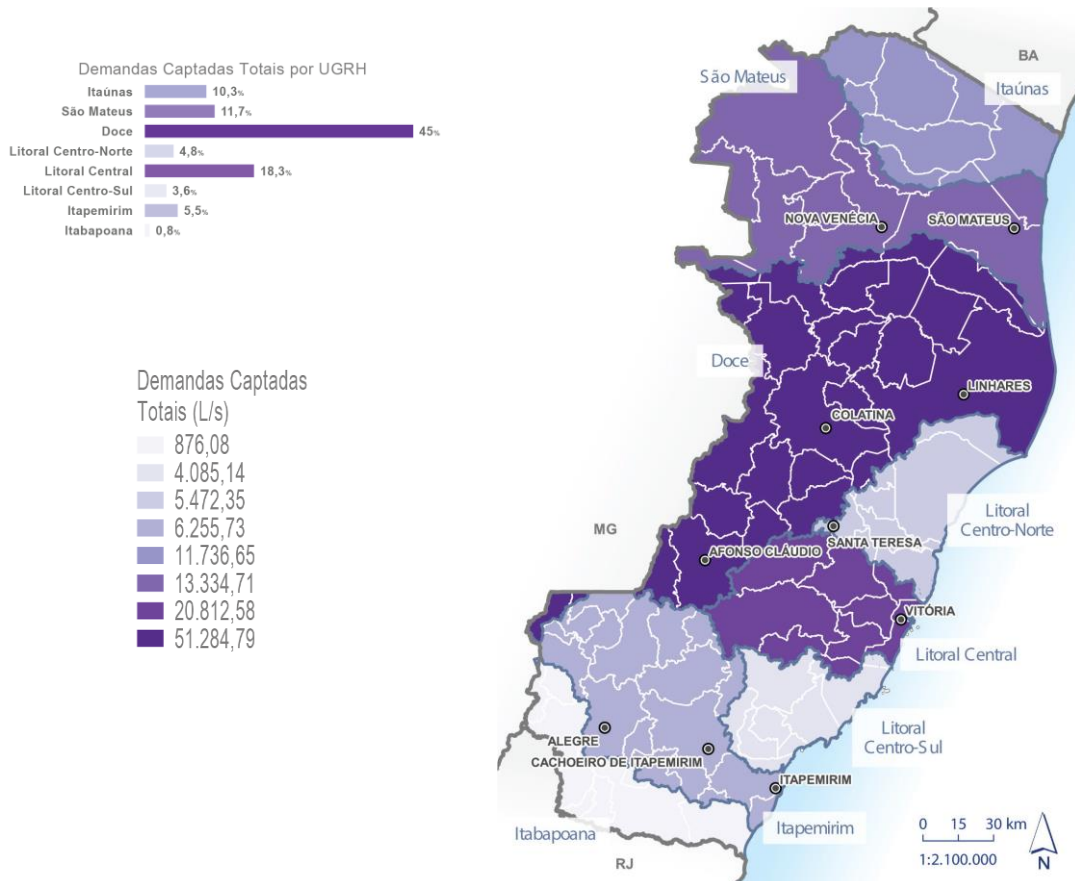 Demandas Captadas Totais por UGRH
Itaúnas 10,3%
São Mateus 11,7%
Doce 45%
Litoral Centro-Norte 4,8%
Litoral Central 18,3%
Litoral Centro-Sul 3,6%
Itapemirim 5,5%
Itabapoana 0,8%
Demandas Captadas
Totais (L/s)
876,08
4.085,14
5.472,35
6.255,73
11.736,65
13.334,71
20.812,58
51.284,79
BA
São Mateus
Itaúnas
NOVA VENÉCIA
SÃO MATEUS
Doce
LINHARES
COLATINA
Litoral
Centro-Norte
MG
SANTA TERESA
AFONSO CLÁUDIO
VITÓRIA
Litoral Central
Litoral
Centro-Sul
ALEGRE
CACHOEIRO DE ITAPEMIRIM
ITAPEMIRIM
Itabapoana
Itapemirim
RJ
0 15 30 km
1:2.100.000
N